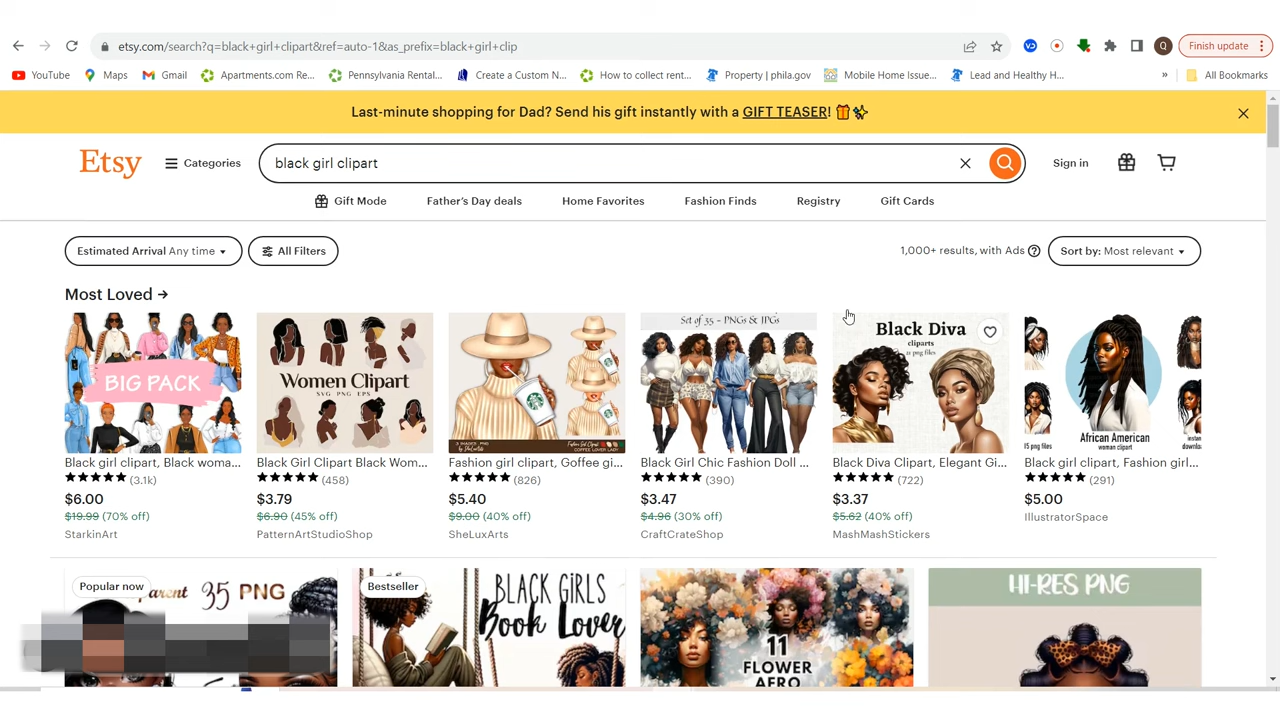 etsy.com/search?q=black+girl+clipart&ref=auto-1&as_prefix=black+girl+clip
Q
Finish update
YouTube Maps Gmail Apartments.com Re... Pennsylvania Rental... Create a Custom N... How to collect rent... Property | phila.gov Mobile Home Issue... Lead and Healthy H... » All Bookmarks
Last-minute shopping for Dad? Send his gift instantly with a GIFT TEASER!
Etsy Categories black girl clipart Sign in
Gift Mode Father's Day deals Home Favorites Fashion Finds Registry Gift Cards
Estimated Arrival Any time All Filters 1,000+ results, with Ads Sort by: Most relevant
Most Loved →
BIG PACK
Women Clipart
SVG PNG EPS
Set of 35 - PNGs & JPGs
Black Diva
cliparts
African American
woman clipart
Black girl clipart, Black woma... Black Girl Clipart Black Wom... Fashion girl clipart, Goffee gi... Black Girl Chic Fashion Doll ... Black Diva Clipart, Elegant Gi... Black girl clipart, Fashion girl...
(3.1k) (458) (826) (390) (722) (291)
$6.00 $3.79 $5.40 $3.47 $3.37 $5.00
$19.99 (70% off) $6.90 (45% off) $9.00 (40% off) $4.96 (30% off) $5.62 (40% off) IllustratorSpace
StarkinArt PatternArtStudioShop SheLuxArts CraftCrateShop MashMashStickers
Popular now
35 PNG
Bestseller
BLACK GIRLS
Book Lover
11
FLOWER
AFRO
HI-RES PNG